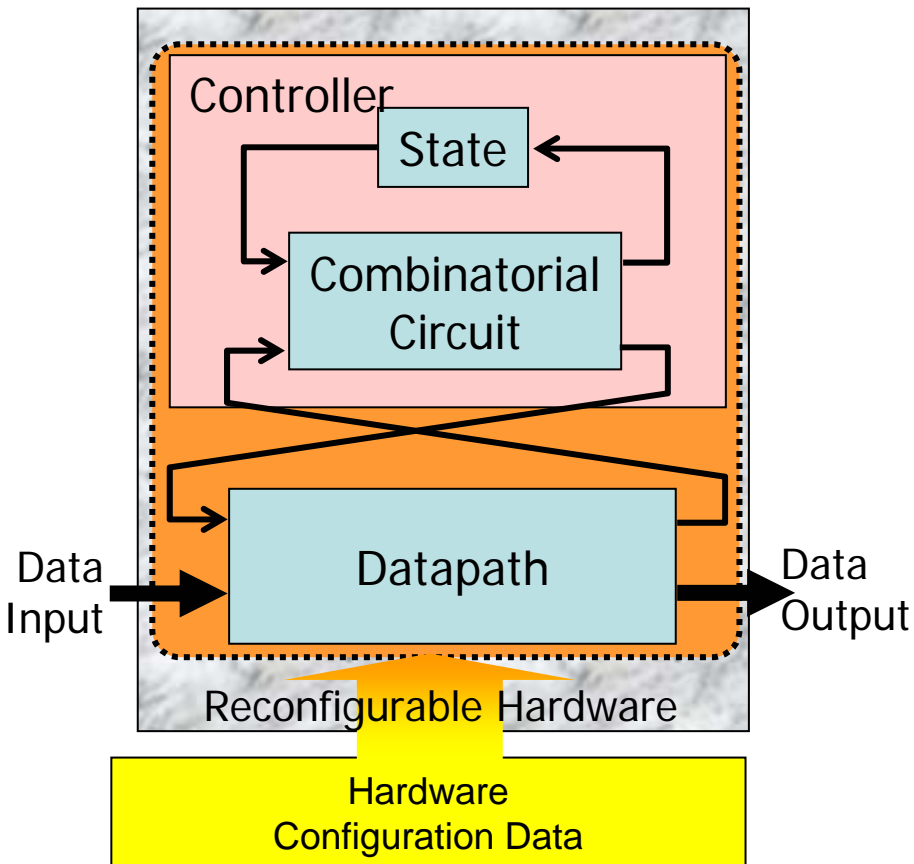 Controller
State
Combinatorial
Circuit
Datapath
Data
Input
Data
Output
Reconfigurable Hardware
Hardware
Configuration Data